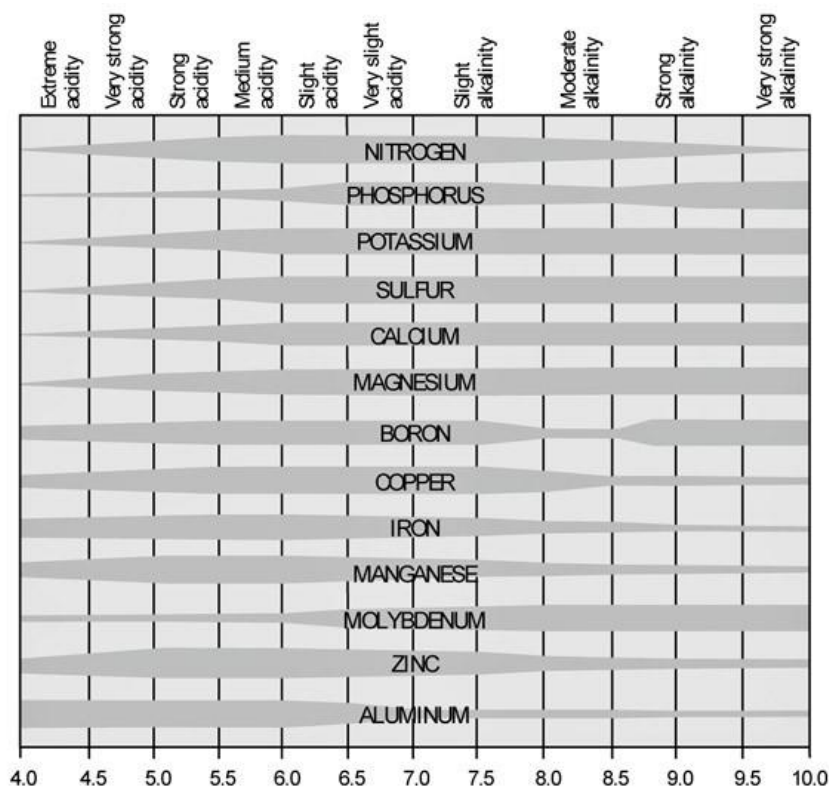 Extreme
acidity
Very strong
acidity
Strong
acidity
Medium
acidity
Slight
acidity
Very slight
acidity
Slight
alkalinity
Moderate
alkalinity
Strong
alkalinity
Very strong
alkalinity
NITROGEN
PHOSPHORUS
POTASSIUM
SULFUR
CALCIUM
MAGNESIUM
BORON
COPPER
IRON
MANGANESE
MOLYBDENUM
ZINC
ALUMINUM
4.0 4.5 5.0 5.5 6.0 6.5 7.0 7.5 8.0 8.5 9.0 9.5 10.0